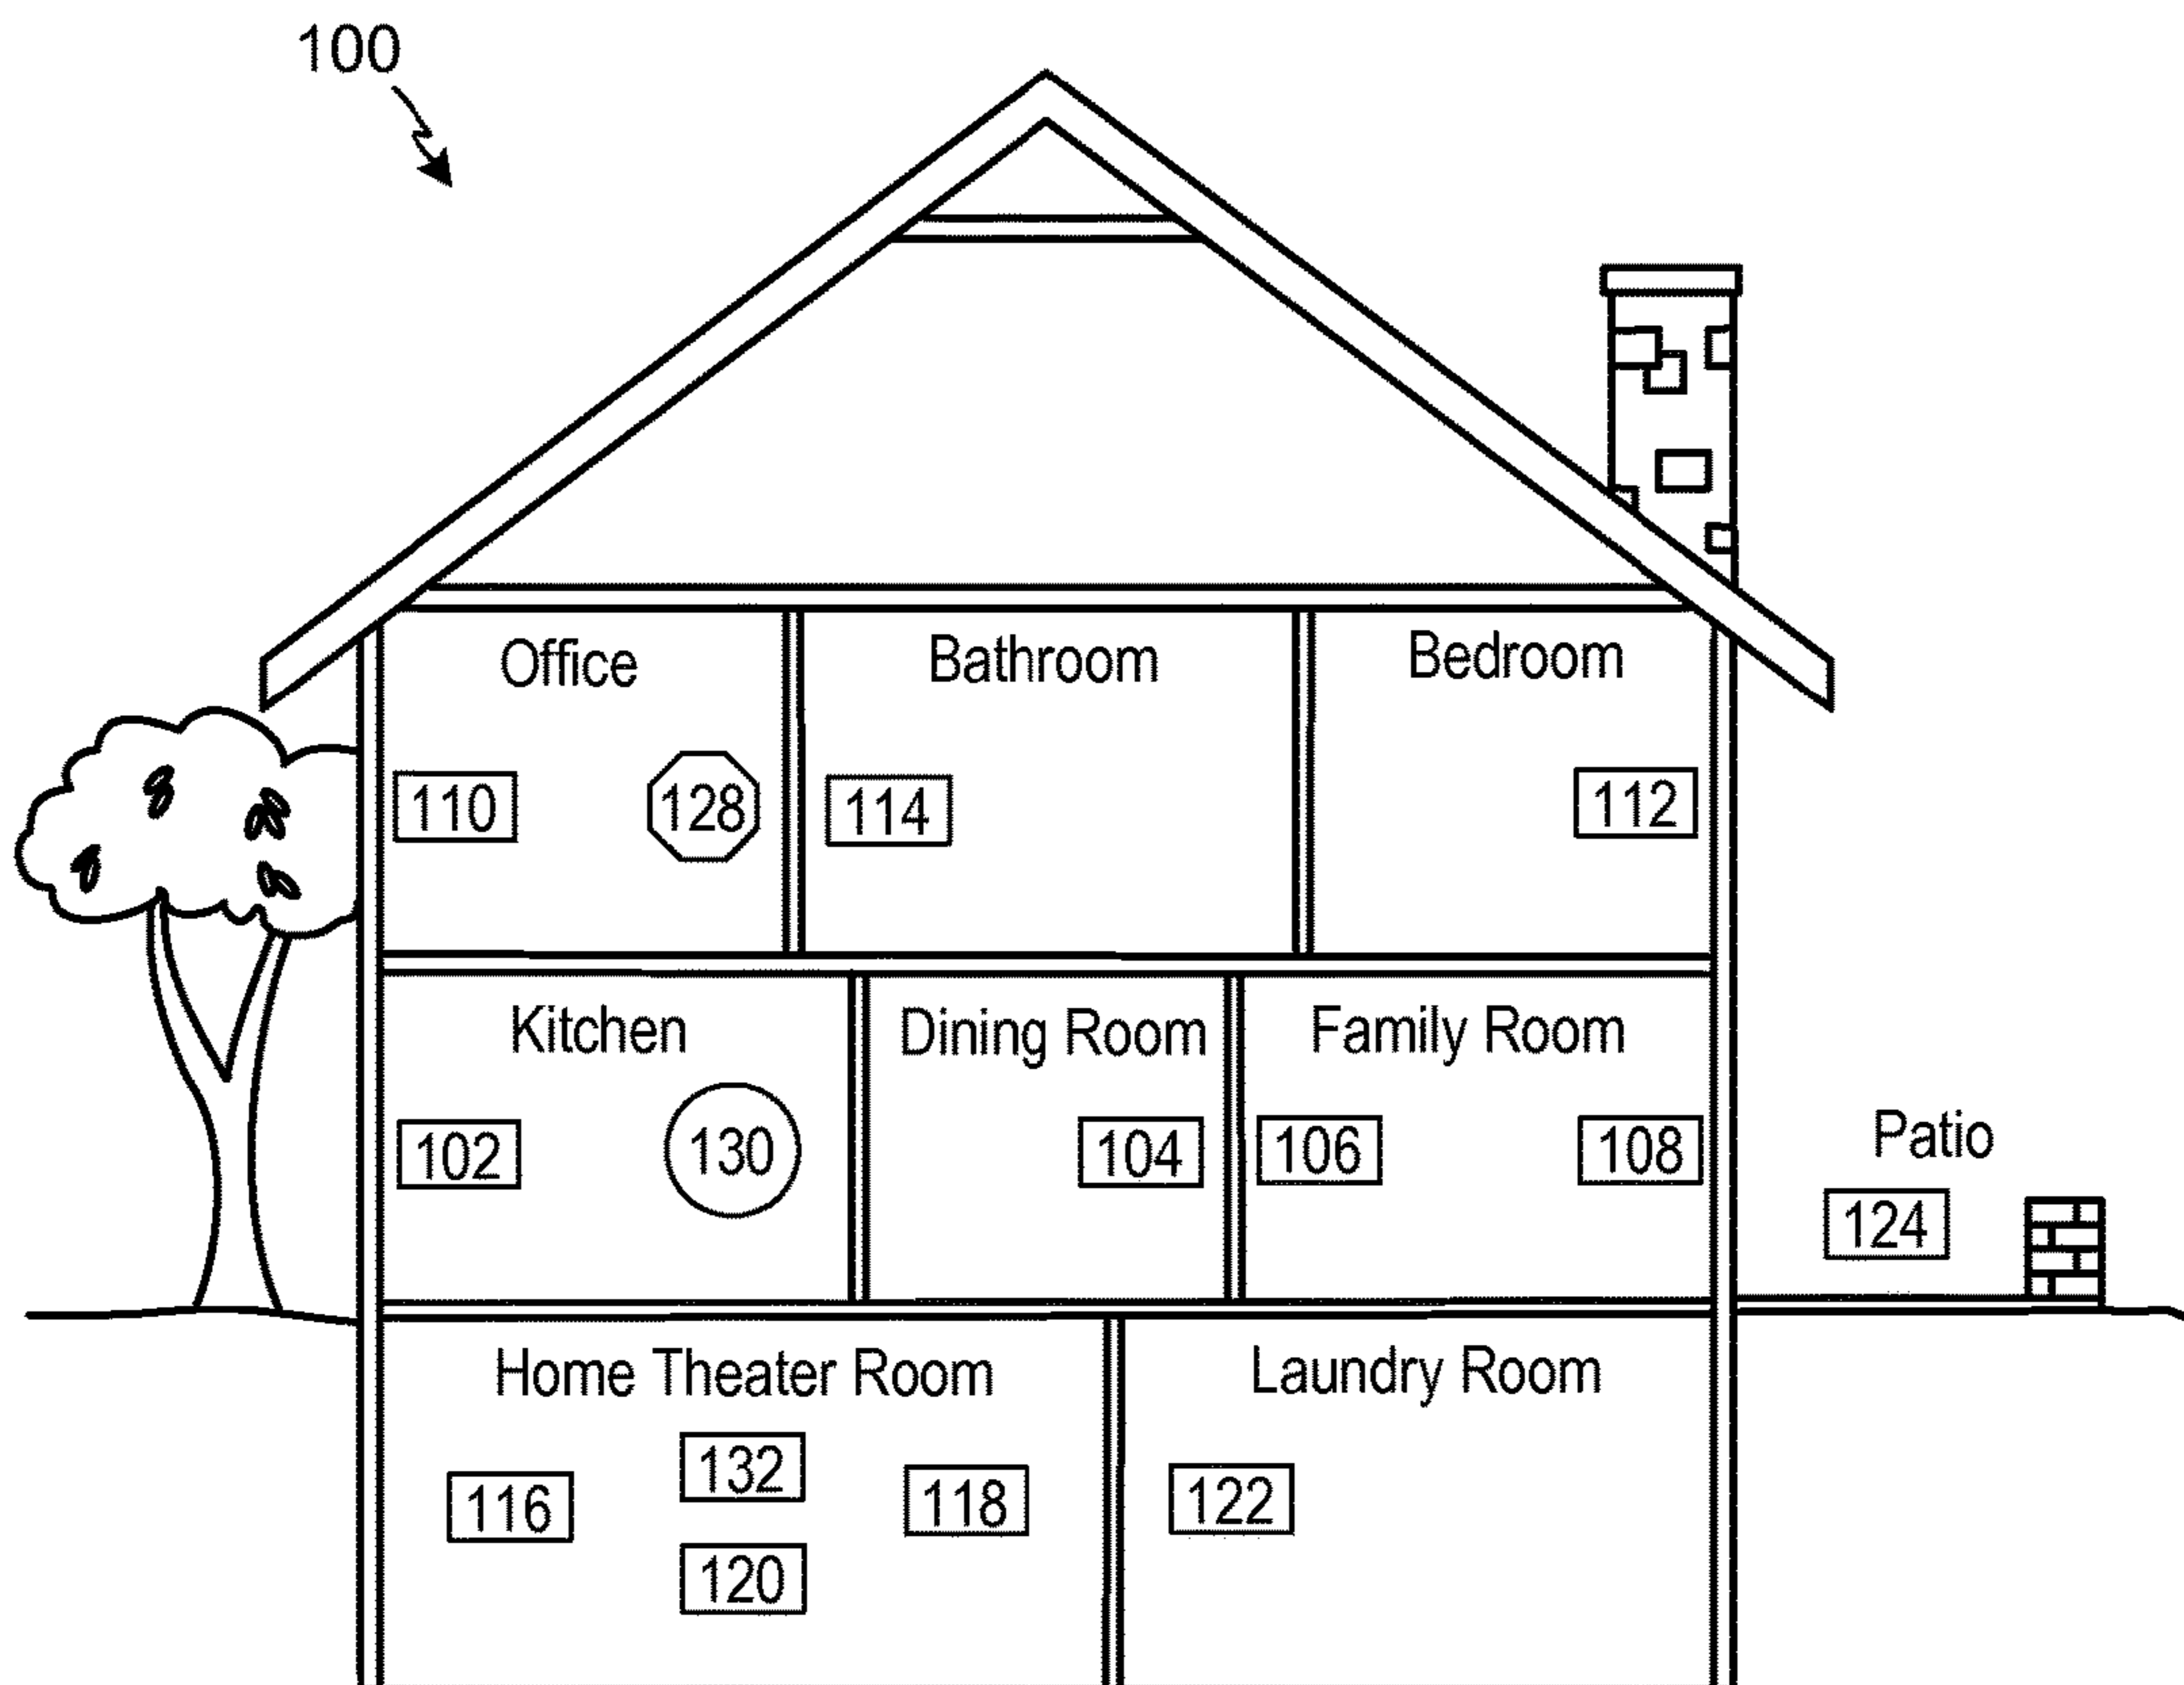 100
Office
Bathroom
Bedroom
110
128
114
112
Kitchen
Dining Room
Family Room
102
130
104
106
108
Patio
124
Home Theater Room
Laundry Room
116
132
118
120
122